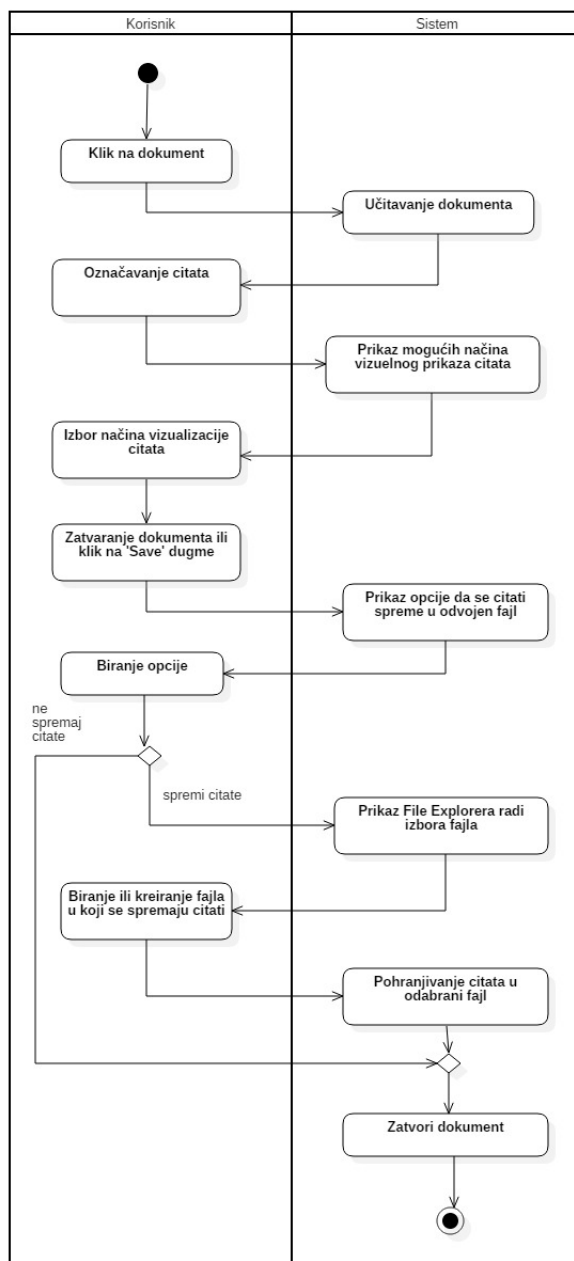 Korisnik
Sistem
Klik na dokument
Učitavanje dokumenta
Označavanje citata
Prikaz mogućih načina
vizuelnog prikaza citata
Izbor načina vizualizacije
citata
Zatvaranje dokumenta ili
klik na 'Save' dugme
Prikaz opcije da se citati
spreme u odvojen fajl
Biranje opcije
ne
spremaj
citate
spremi citate
Prikaz File Explorera radi
izbora fajla
Biranje ili kreiranje fajla
u koji se spremaju citati
Pohranjivanje citata u
odabrani fajl
Zatvori dokument